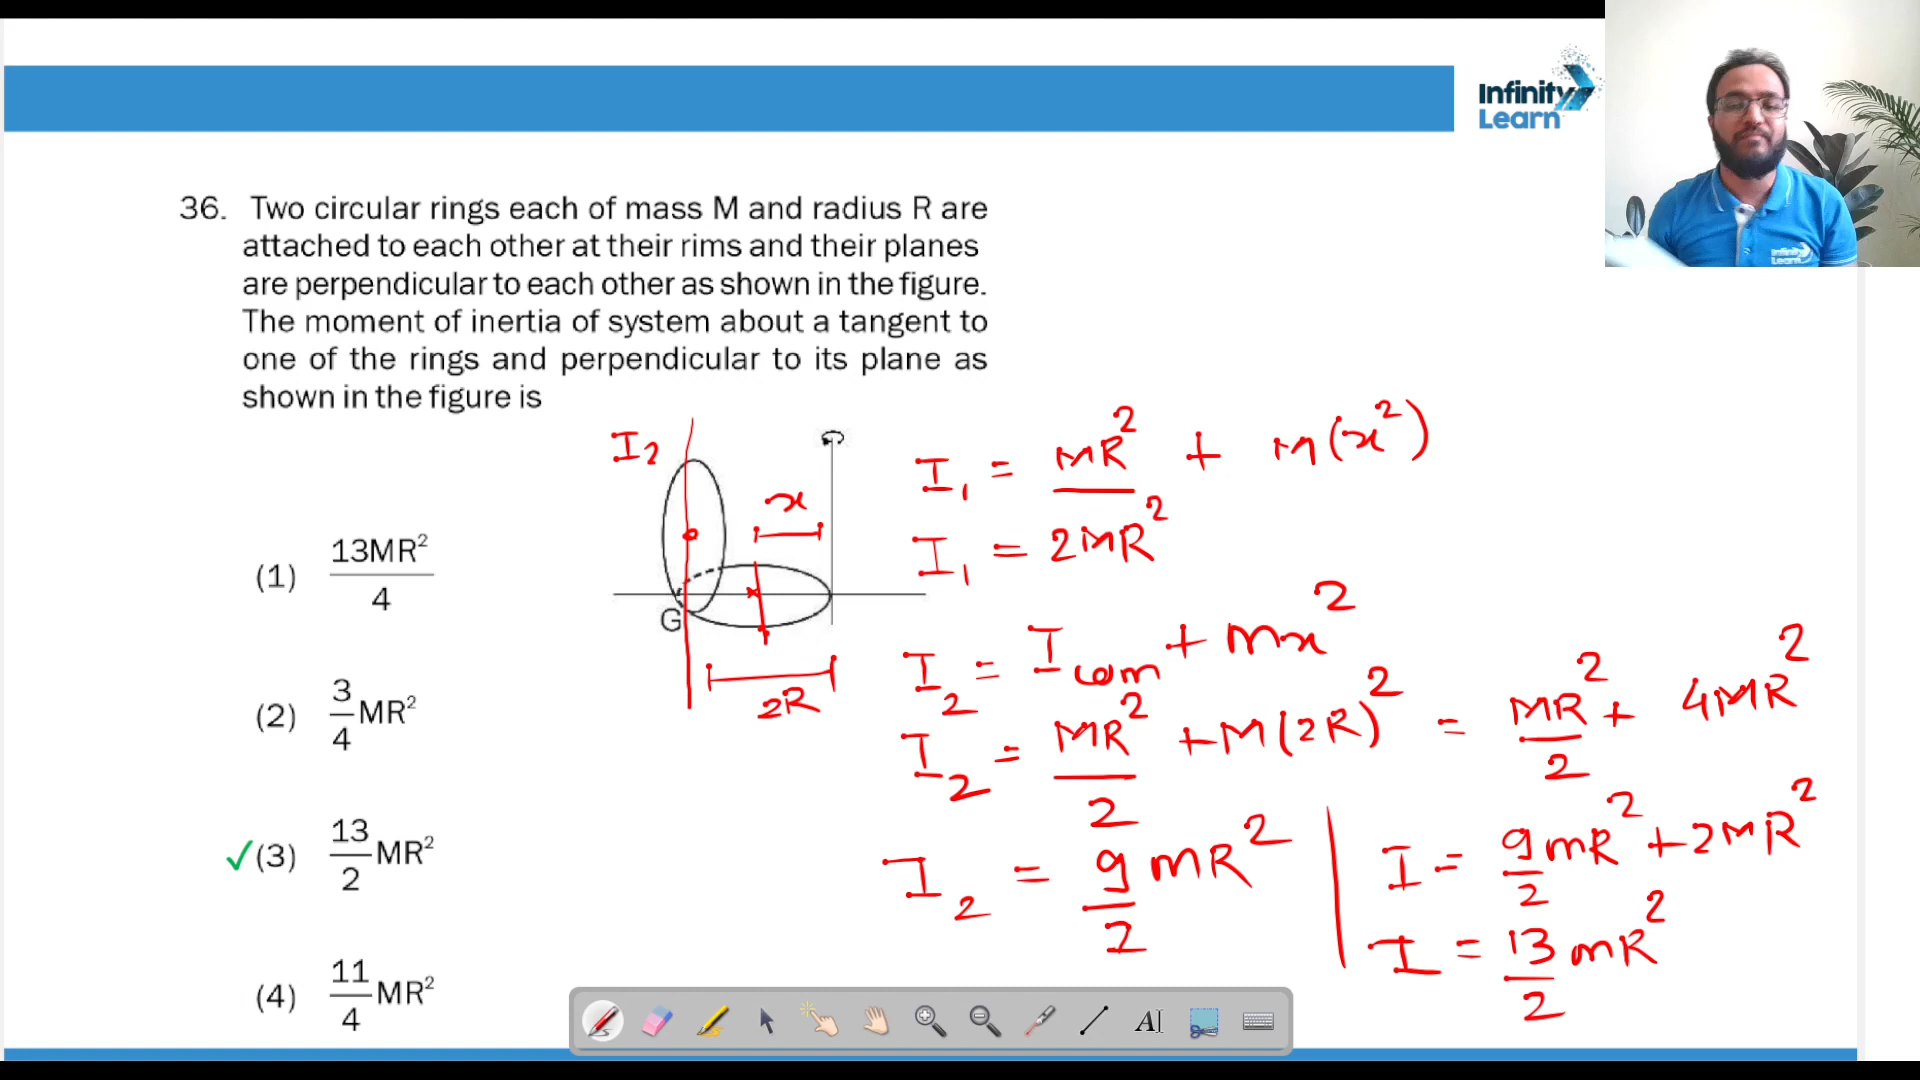 Infinity
Learn
36. Two circular rings each of mass M and radius R are
attached to each other at their rims and their planes
are perpendicular to each other as shown in the figure.
The moment of inertia of system about a tangent to
one of the rings and perpendicular to its plane as
shown in the figure is
(1) 13MR²/4
(2) 3/4 MR²
✓(3) 13/2 MR²
(4) 11/4 MR²
I₂
x
G
2R
I₁ = MR² + M(x²)
I₁ = 2MR²
I₂ = Icom + mx²
I₂ = MR²/2 + M(2R)² = MR²/2 + 4MR²
I₂ = 9/2 mR²
I = 9/2 mR² + 2MR²
I = 13/2 mR²
Infinity
Learn
AI